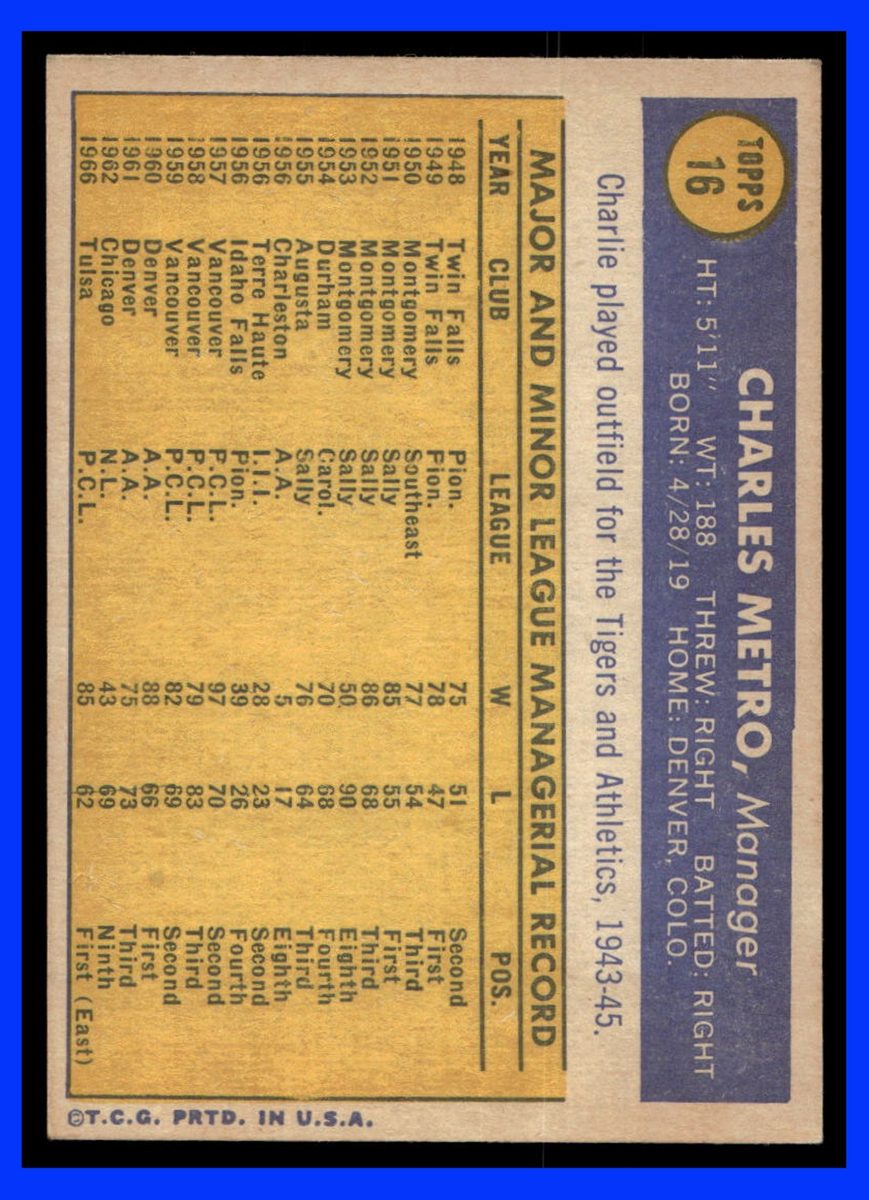 TOPPS
16
CHARLES METRO, Manager
HT: 5'11" WT: 188 THREW: RIGHT BATTED: RIGHT
BORN: 4/28/19 HOME: DENVER, COLO.
Charlie played outfield for the Tigers and Athletics, 1943-45.
MAJOR AND MINOR LEAGUE MANAGERIAL RECORD
YEAR CLUB LEAGUE W L POS.
1948 Twin Falls Pion. 75 51 Second
1949 Twin Falls Pion. 78 47 First
1950 Montgomery Southeast 77 54 Third
1951 Montgomery Sally 85 55 First
1952 Montgomery Sally 86 68 Third
1953 Montgomery Sally 50 90 Eighth
1954 Durham Carol. 70 68 Fourth
1955 Augusta Sally 76 64 Third
1956 Charleston A.A. 5 17 Eighth
1956 Terre Haute I.I.I. 28 23 Second
1956 Idaho Falls Pion. 39 26 Fourth
1957 Vancouver P.C.L. 97 70 Second
1958 Vancouver P.C.L. 79 83 Third
1959 Vancouver P.C.L. 82 69 Second
1960 Denver A.A. 88 66 First
1961 Denver A.A. 75 73 Third
1962 Chicago N.L. 43 69 Ninth
1966 Tulsa P.C.L. 85 62 First (East)
©T.C.G. PRTD. IN U.S.A.